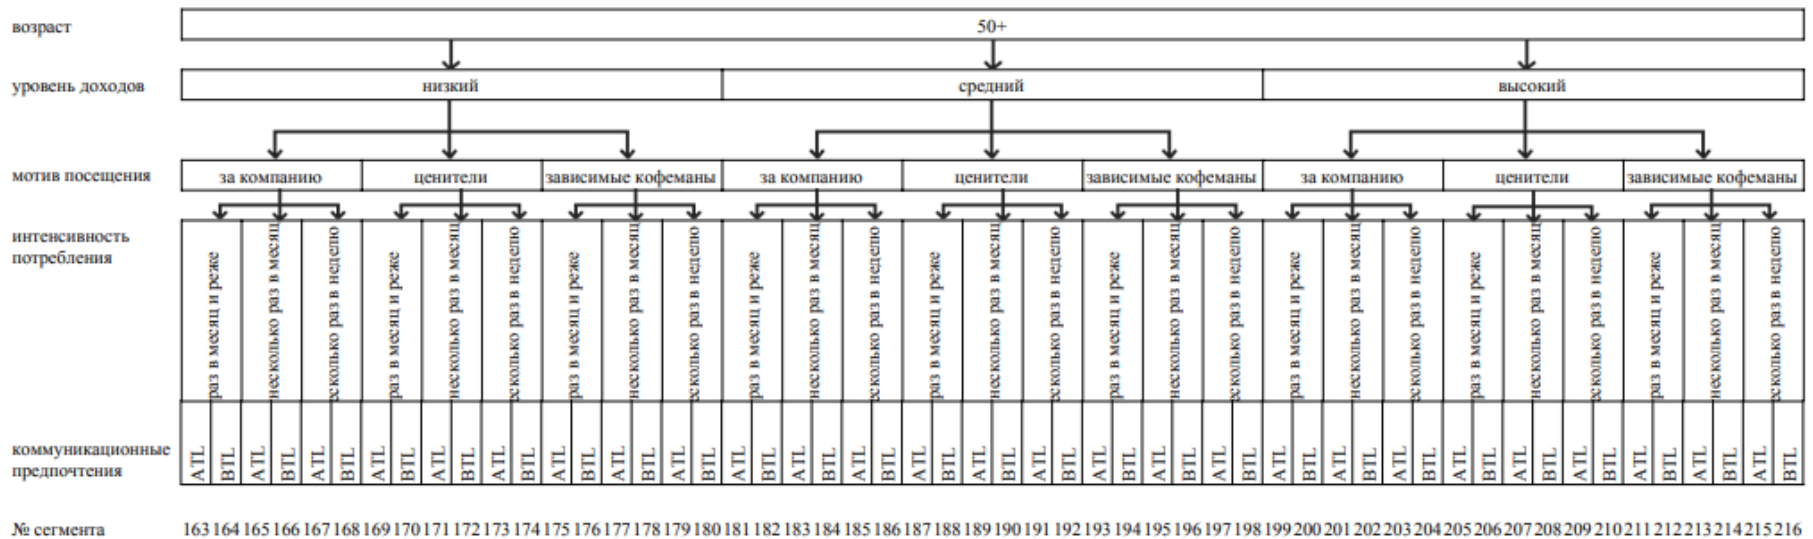 возраст 50+
уровень доходов низкий средний высокий
мотив посещения за компанию ценители зависимые кофеманы за компанию ценители зависимые кофеманы за компанию ценители зависимые кофеманы
интенсивность
потребления
раз в месяц и реже несколько раз в месяц есколько раз в неделю раз в месяц и реже несколько раз в месяц есколько раз в неделю раз в месяц и реже несколько раз в месяц есколько раз в неделю раз в месяц и реже несколько раз в месяц есколько раз в неделю раз в месяц и реже несколько раз в месяц есколько раз в неделю раз в месяц и реже несколько раз в месяц есколько раз в неделю раз в месяц и реже несколько раз в месяц есколько раз в неделю раз в месяц и реже несколько раз в месяц есколько раз в неделю раз в месяц и реже несколько раз в месяц есколько раз в неделю
коммуникационные
предпочтения
ATL BTL ATL BTL ATL BTL ATL BTL ATL BTL ATL BTL ATL BTL ATL BTL ATL BTL ATL BTL ATL BTL ATL BTL ATL BTL ATL BTL ATL BTL ATL BTL ATL BTL ATL BTL ATL BTL ATL BTL ATL BTL ATL BTL ATL BTL ATL BTL ATL BTL ATL BTL ATL BTL
№ сегмента 163 164 165 166 167 168 169 170 171 172 173 174 175 176 177 178 179 180 181 182 183 184 185 186 187 188 189 190 191 192 193 194 195 196 197 198 199 200 201 202 203 204 205 206 207 208 209 210 211 212 213 214 215 216